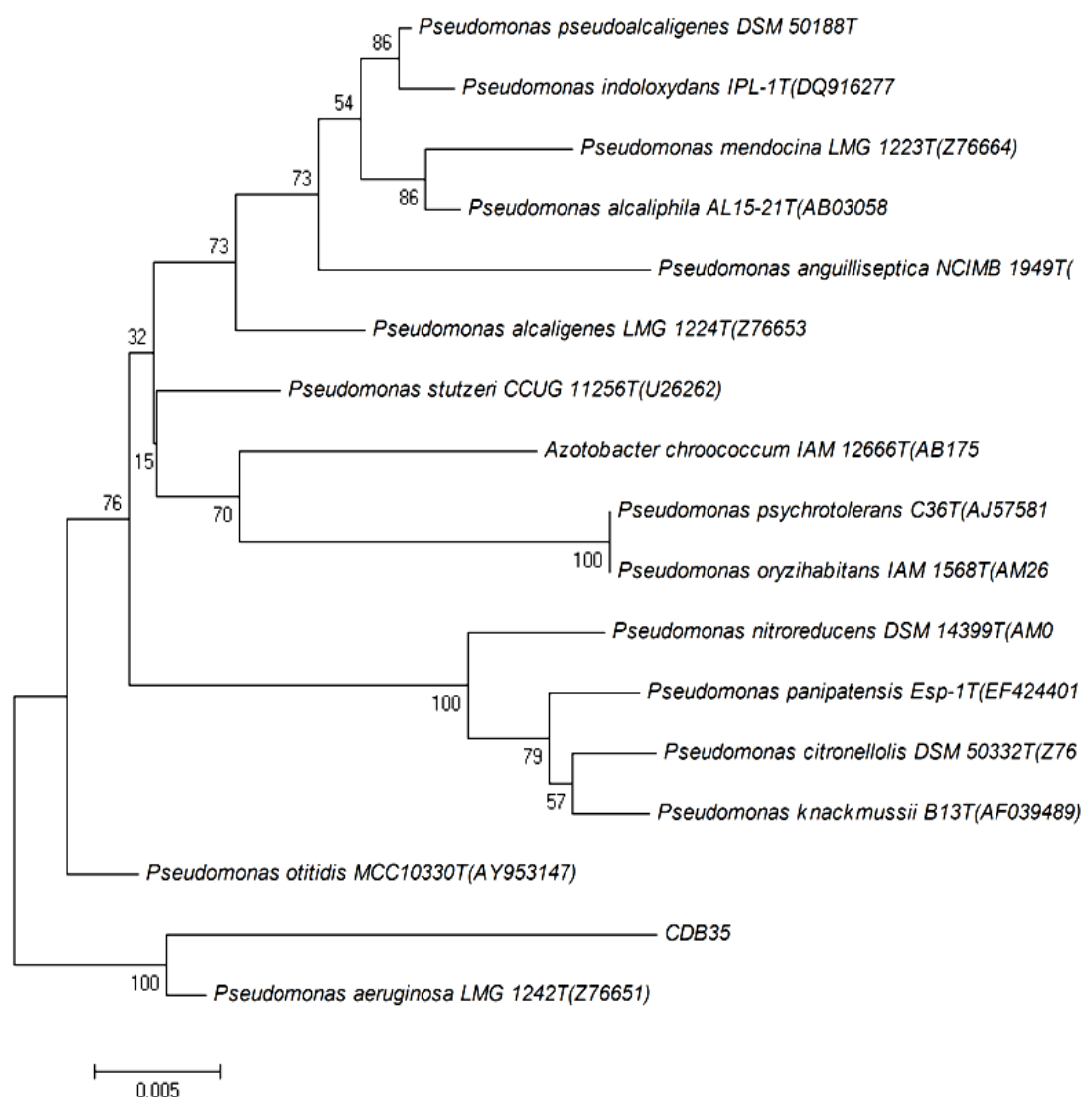 Pseudomonas pseudoalcaligenes DSM 50188T
86
Pseudomonas indoloxydans IPL-1T(DQ916277
54
Pseudomonas mendocina LMG 1223T(Z76664)
73
86
Pseudomonas alcaliphila AL15-21T(AB03058
73
Pseudomonas anguilliseptica NCIMB 1949T(
Pseudomonas alcaligenes LMG 1224T(Z76653
32
Pseudomonas stutzeri CCUG 11256T(U26262)
15
Azotobacter chroococcum IAM 12666T(AB175
76
70
Pseudomonas psychrotolerans C36T(AJ57581
100
Pseudomonas oryzihabitans IAM 1568T(AM26
Pseudomonas nitroreducens DSM 14399T(AM0
100
Pseudomonas panipatensis Esp-1T(EF424401
79
Pseudomonas citronellolis DSM 50332T(Z76
57
Pseudomonas knackmussii B13T(AF039489)
Pseudomonas otitidis MCC10330T(AY953147)
CDB35
100
Pseudomonas aeruginosa LMG 1242T(Z76651)
0.005